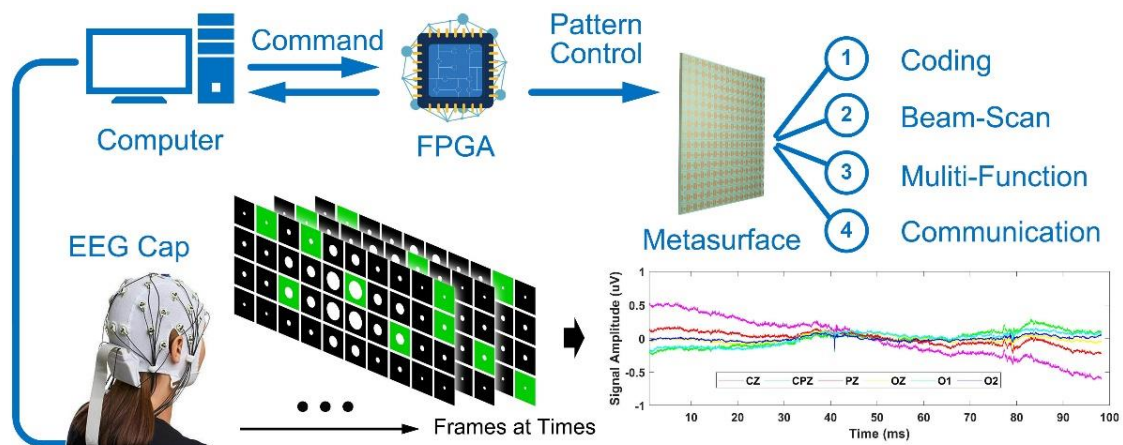 Command
Pattern
Control
Computer
FPGA
1 Coding
2 Beam-Scan
3 Muliti-Function
4 Communication
Metasurface
EEG Cap
Frames at Times
Signal Amplitude (uV)
1
0.5
0
-0.5
-1
CZ CPZ PZ OZ O1 O2
10 20 30 40 50 60 70 80 90 100
Time (ms)